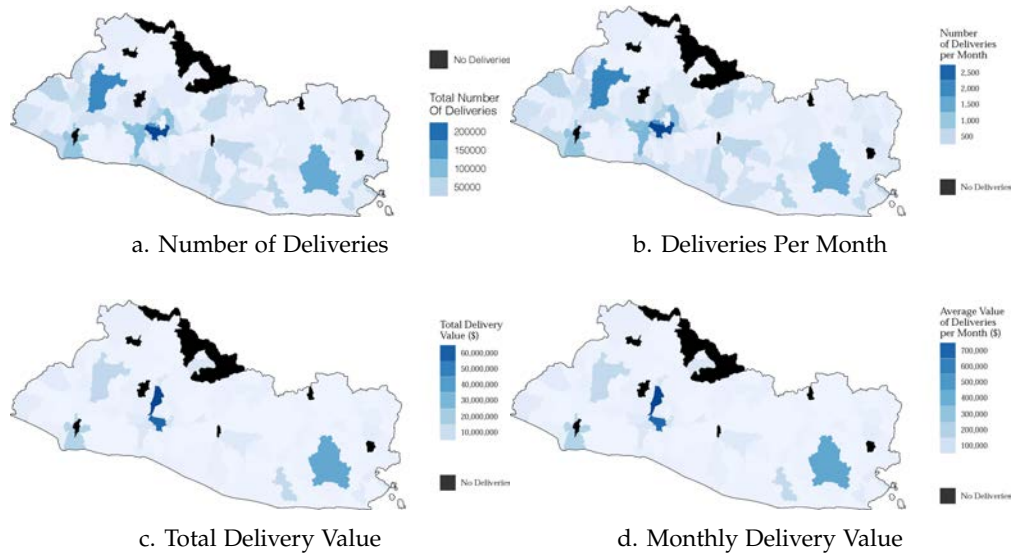 No Deliveries
Total Number
Of Deliveries
200000
150000
100000
50000
a. Number of Deliveries
Number
of Deliveries
per Month
2,500
2,000
1,500
1,000
500
No Deliveries
b. Deliveries Per Month
Total Delivery
Value ($)
60,000,000
50,000,000
40,000,000
30,000,000
20,000,000
10,000,000
No Deliveries
c. Total Delivery Value
Average Value
of Deliveries
per Month ($)
700,000
600,000
500,000
400,000
300,000
200,000
100,000
No Deliveries
d. Monthly Delivery Value